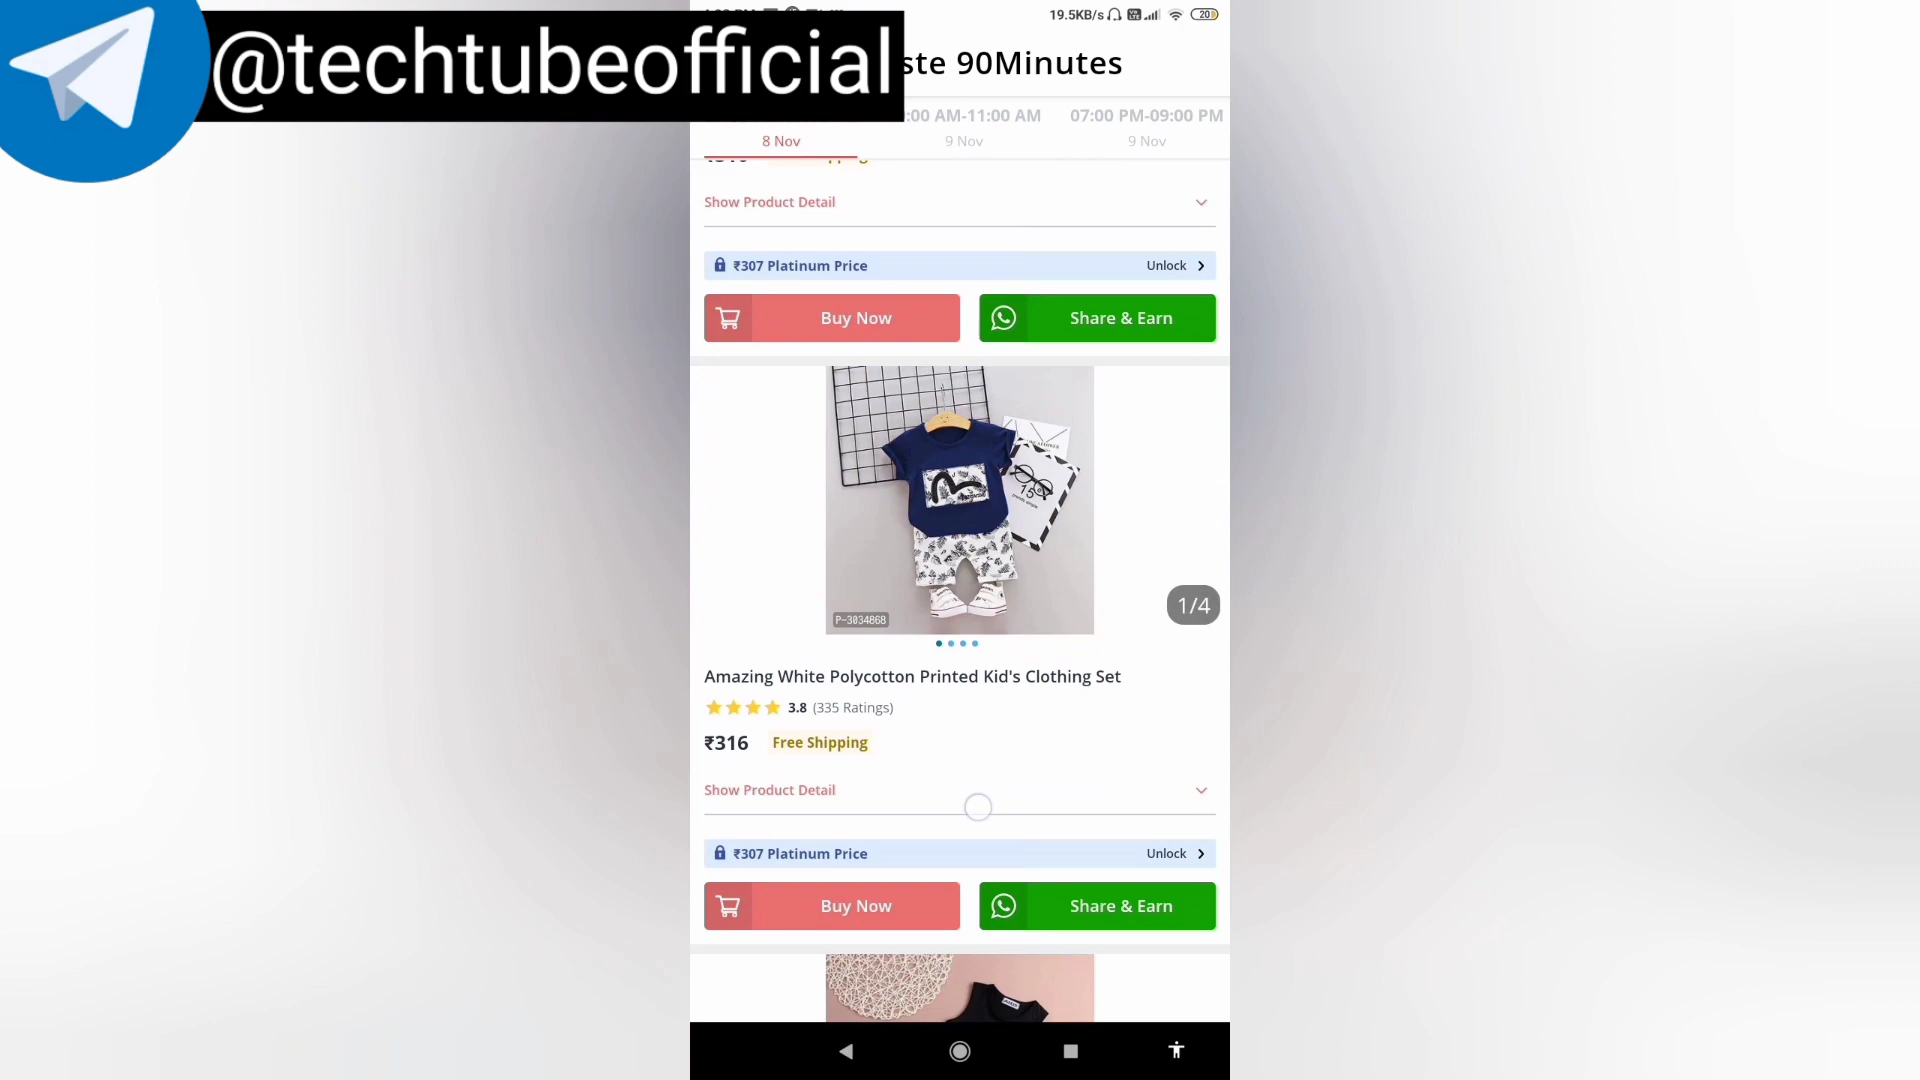 @techtubeofficial
19.5KB/s
20
ste 90Minutes
:00 AM-11:00 AM
07:00 PM-09:00 PM
8 Nov
9 Nov
9 Nov
Show Product Detail
₹307 Platinum Price
Unlock
Buy Now
Share & Earn
15
P-3034868
1/4
Amazing White Polycotton Printed Kid's Clothing Set
3.8 (335 Ratings)
₹316
Free Shipping
Show Product Detail
₹307 Platinum Price
Unlock
Buy Now
Share & Earn